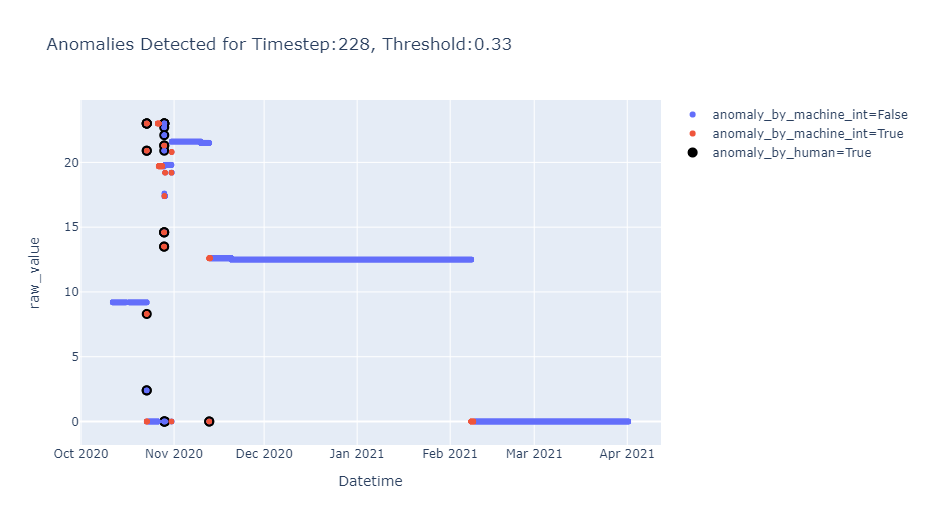 Anomalies Detected for Timestep:228, Threshold:0.33
anomaly_by_machine_int=False
anomaly_by_machine_int=True
anomaly_by_human=True
raw_value
20
15
10
5
0
Oct 2020
Nov 2020
Dec 2020
Jan 2021
Feb 2021
Mar 2021
Apr 2021
Datetime